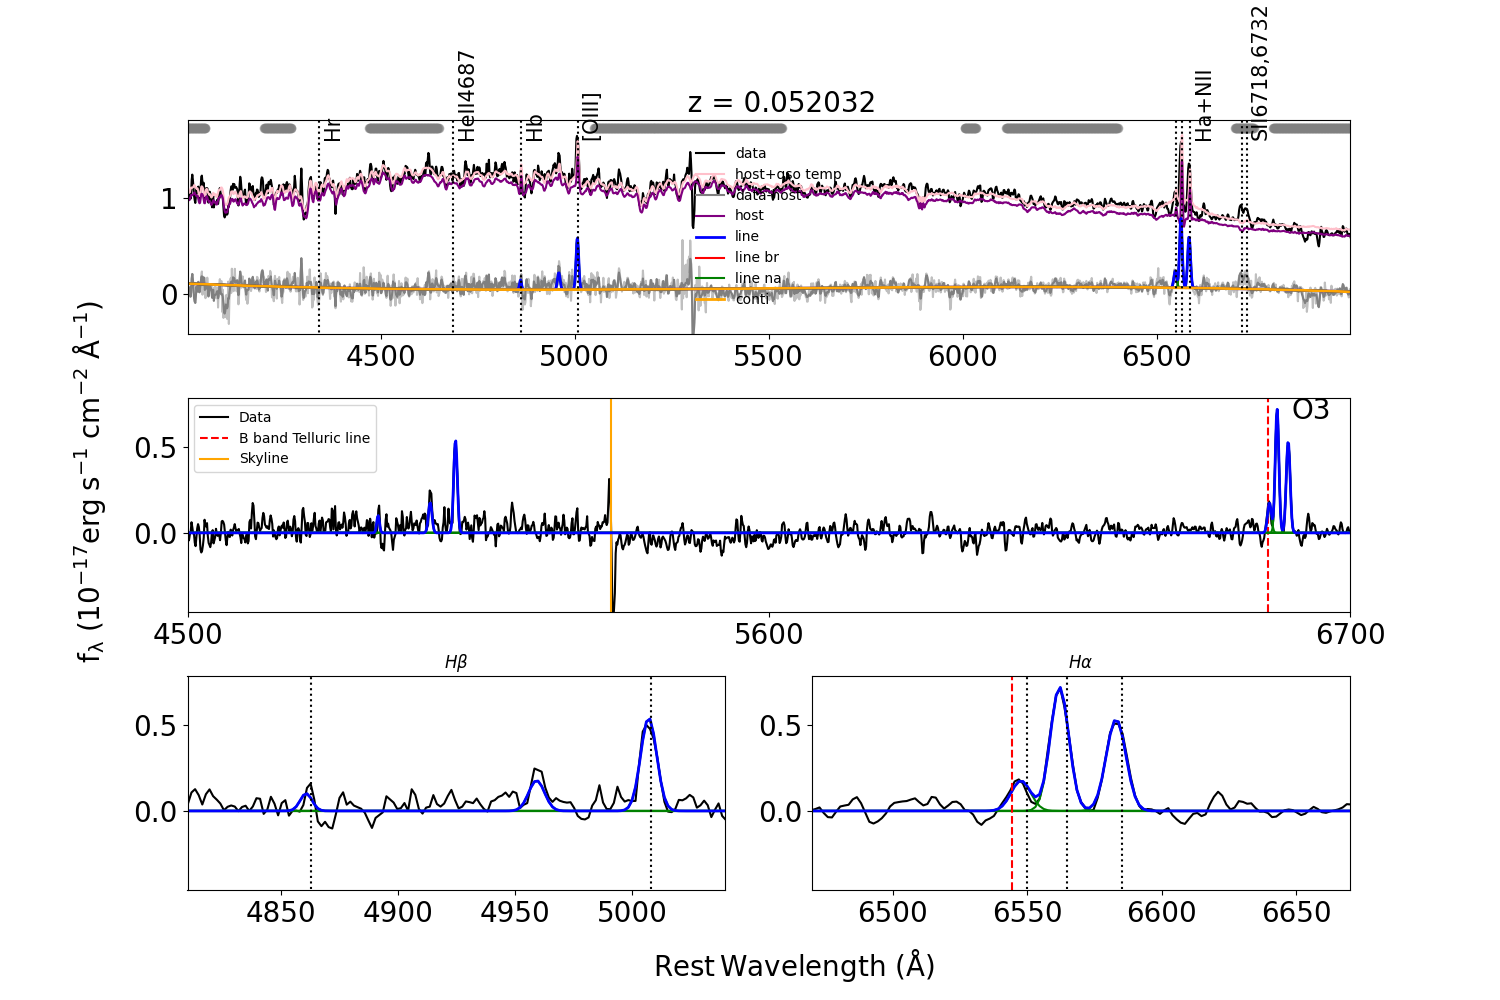 z = 0.052032
Hr
HeII4687
Hb
[OIII]
Ha+NII
SII6718,6732
data
host+qso temp
data-host
host
line
line br
line na
conti
1
0
4500 5000 5500 6000 6500
Data
B band Telluric line
Skyline
O3
0.5
0.0
4500 5600 6700
fλ (10⁻¹⁷erg s⁻¹ cm⁻² Å⁻¹)
Hβ
0.5
0.0
4850 4900 4950 5000
Hα
0.5
0.0
6500 6550 6600 6650
Rest Wavelength (Å)